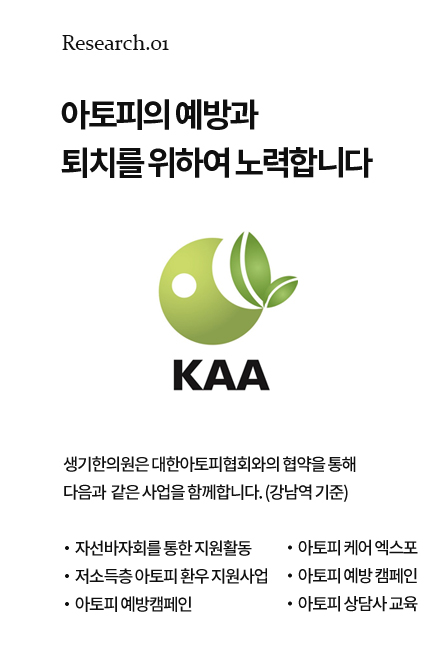 Research.01
아토피의 예방과
퇴치를 위하여 노력합니다
KAA
생기한의원은 대한아토피협회와의 협약을 통해
다음과 같은 사업을 함께합니다. (강남역 기준)
• 자선바자회를 통한 지원활동
• 저소득층 아토피 환우 지원사업
• 아토피 예방캠페인
• 아토피 케어 엑스포
• 아토피 예방 캠페인
• 아토피 상담사 교육